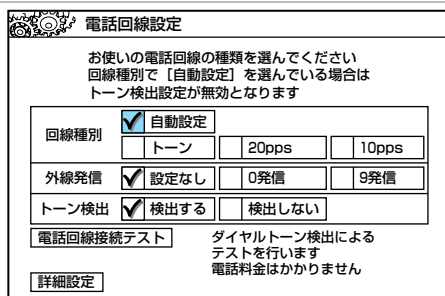 電話回線設定
お使いの電話回線の種類を選んでください
回線種別で［自動設定］を選んでいる場合は
トーン検出設定が無効となります
回線種別 自動設定
トーン 20pps 10pps
外線発信 設定なし 0発信 9発信
トーン検出 検出する 検出しない
電話回線接続テスト ダイヤルトーン検出による
テストを行います
電話料金はかかりません
詳細設定